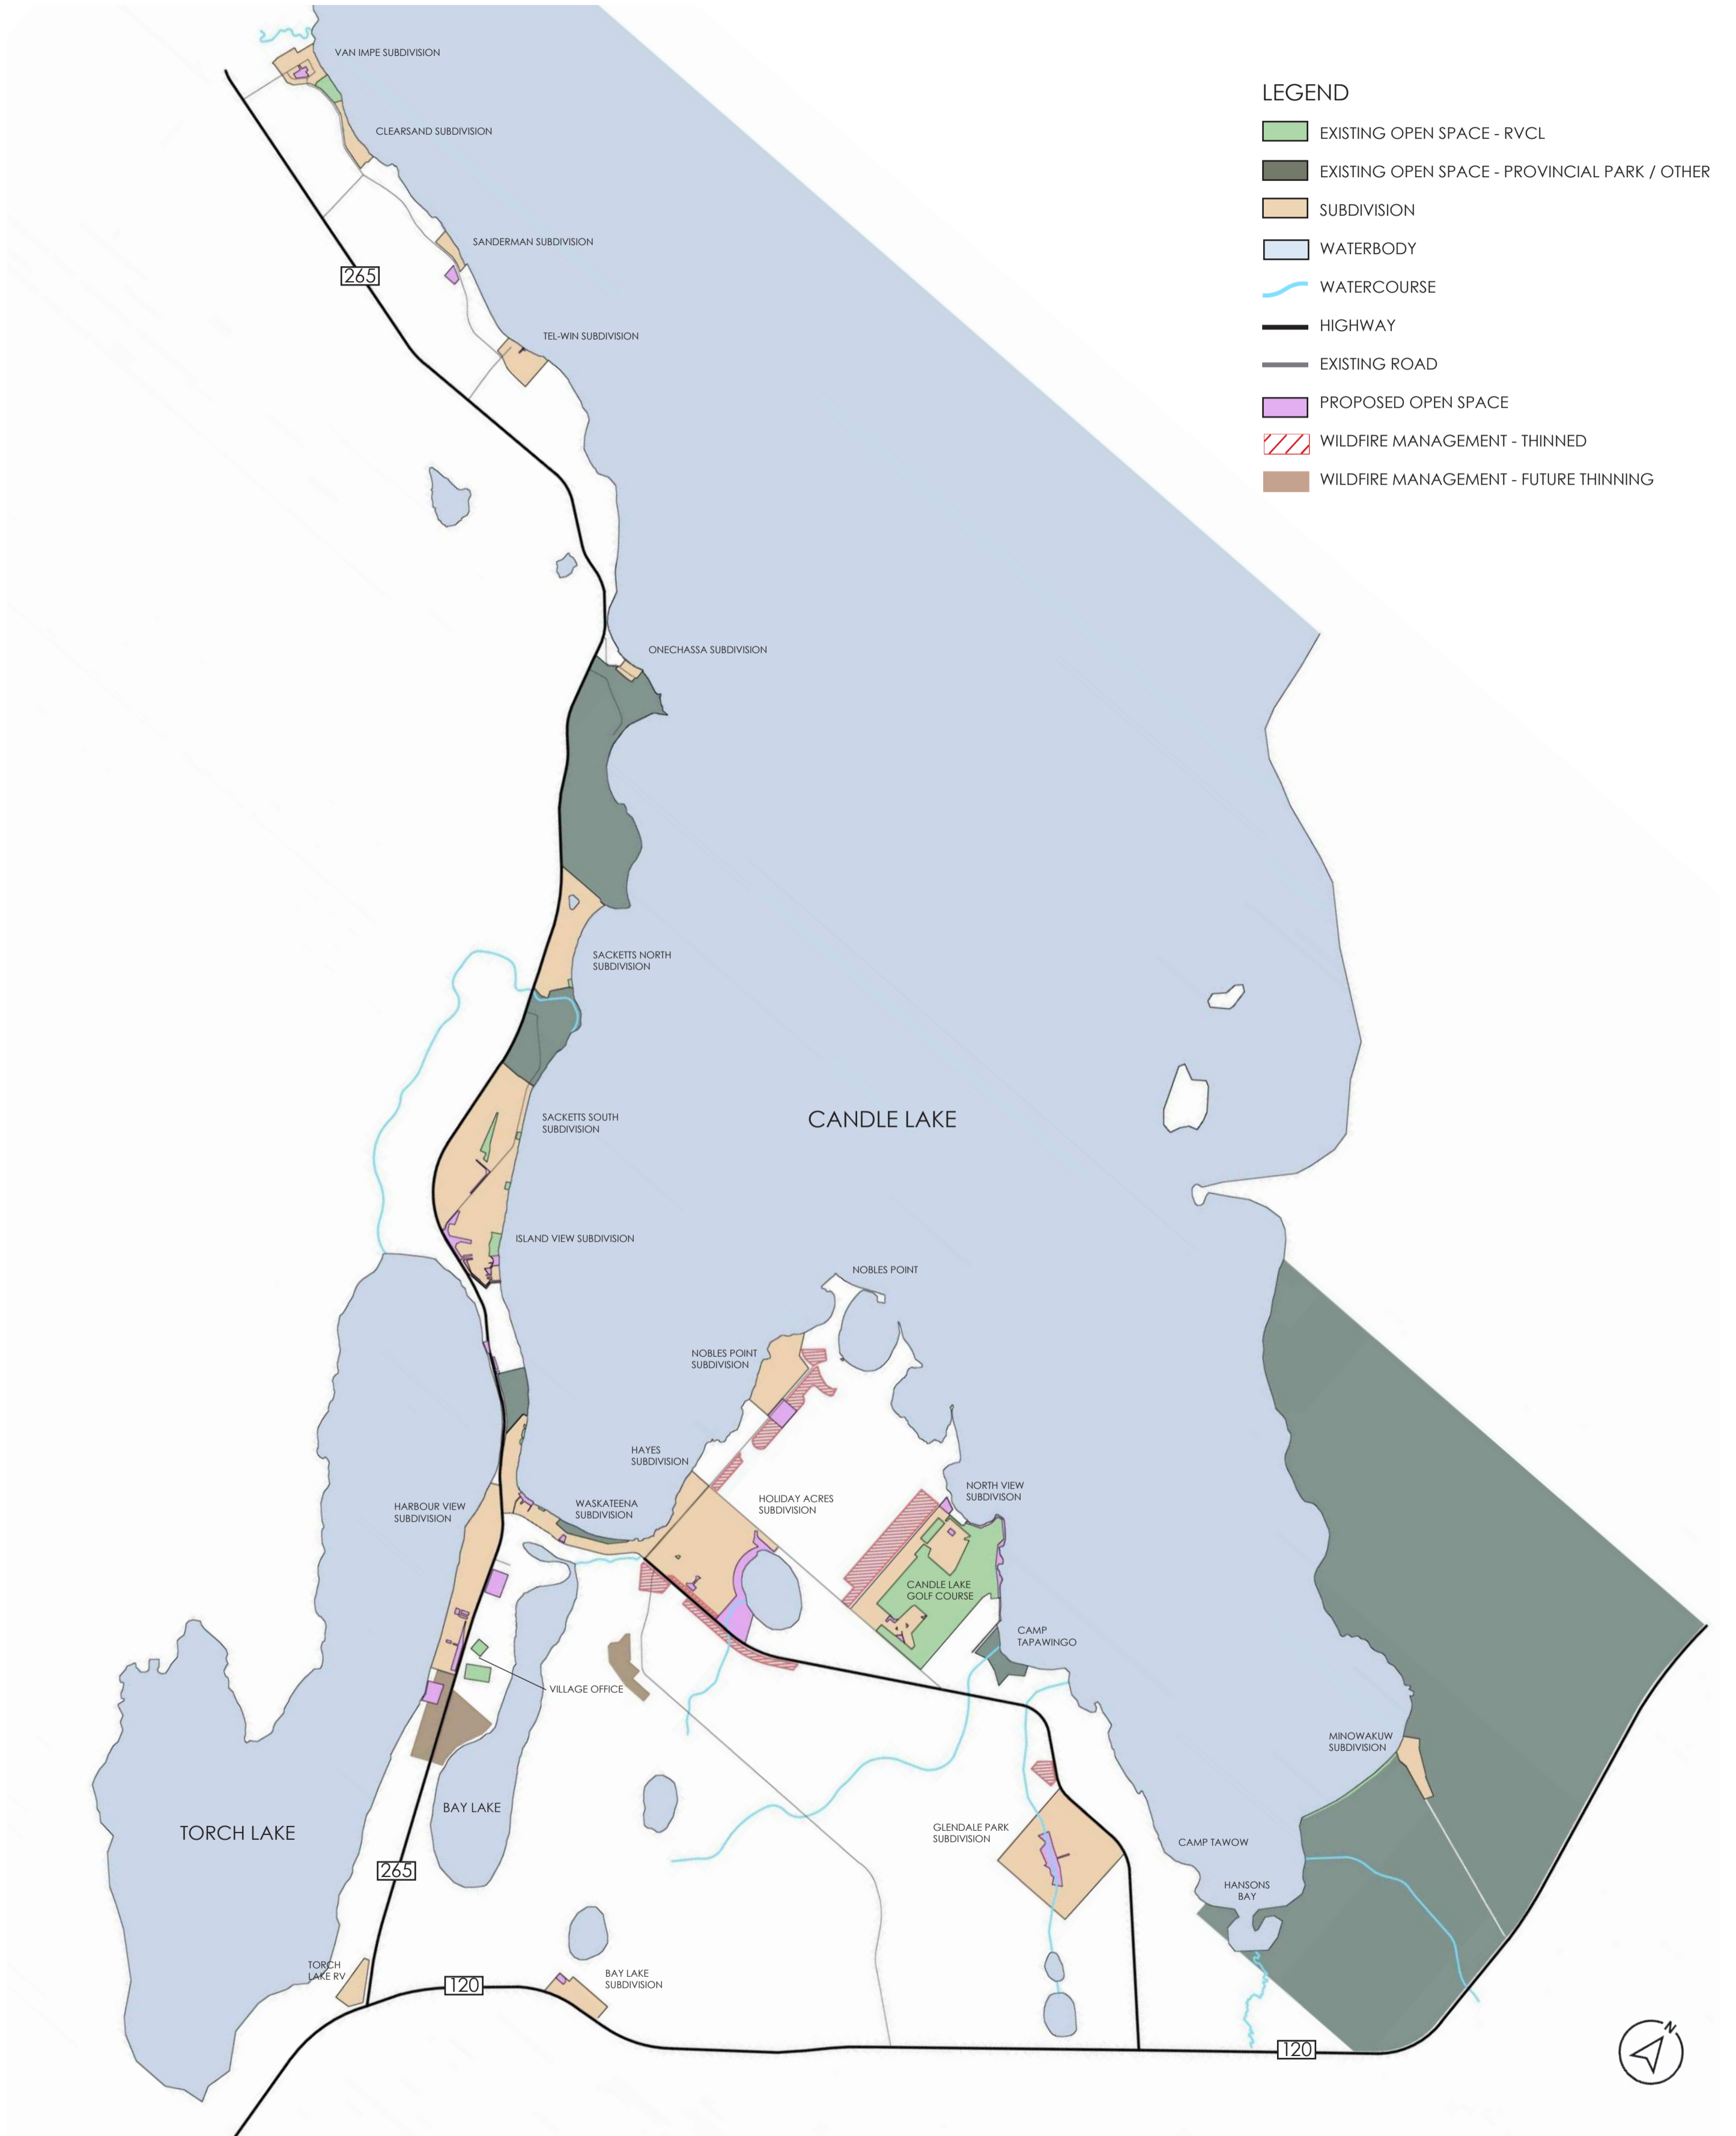 VAN IMPE SUBDIVISION
CLEARSAND SUBDIVISION
SANDERMAN SUBDIVISION
265
TEL-WIN SUBDIVISION
ONECHASSA SUBDIVISION
LEGEND
EXISTING OPEN SPACE - RVCL
EXISTING OPEN SPACE - PROVINCIAL PARK / OTHER
SUBDIVISION
WATERBODY
WATERCOURSE
HIGHWAY
EXISTING ROAD
PROPOSED OPEN SPACE
WILDFIRE MANAGEMENT - THINNED
WILDFIRE MANAGEMENT - FUTURE THINNING
SACKETTS NORTH
SUBDIVISION
SACKETTS SOUTH
SUBDIVISION
CANDLE LAKE
ISLAND VIEW SUBDIVISION
NOBLES POINT
NOBLES POINT
SUBDIVISION
HAYES
SUBDIVISION
HARBOUR VIEW
SUBDIVISION
WASKATEENA
SUBDIVISION
HOLIDAY ACRES
SUBDIVISION
NORTH VIEW
SUBDIVISON
CANDLE LAKE
GOLF COURSE
CAMP
TAPAWINGO
VILLAGE OFFICE
MINOWAKUW
SUBDIVISION
BAY LAKE
TORCH LAKE
GLENDALE PARK
SUBDIVISION
CAMP TAWOW
265
HANSONS
BAY
TORCH
LAKE RV
BAY LAKE
SUBDIVISION
120
120
N